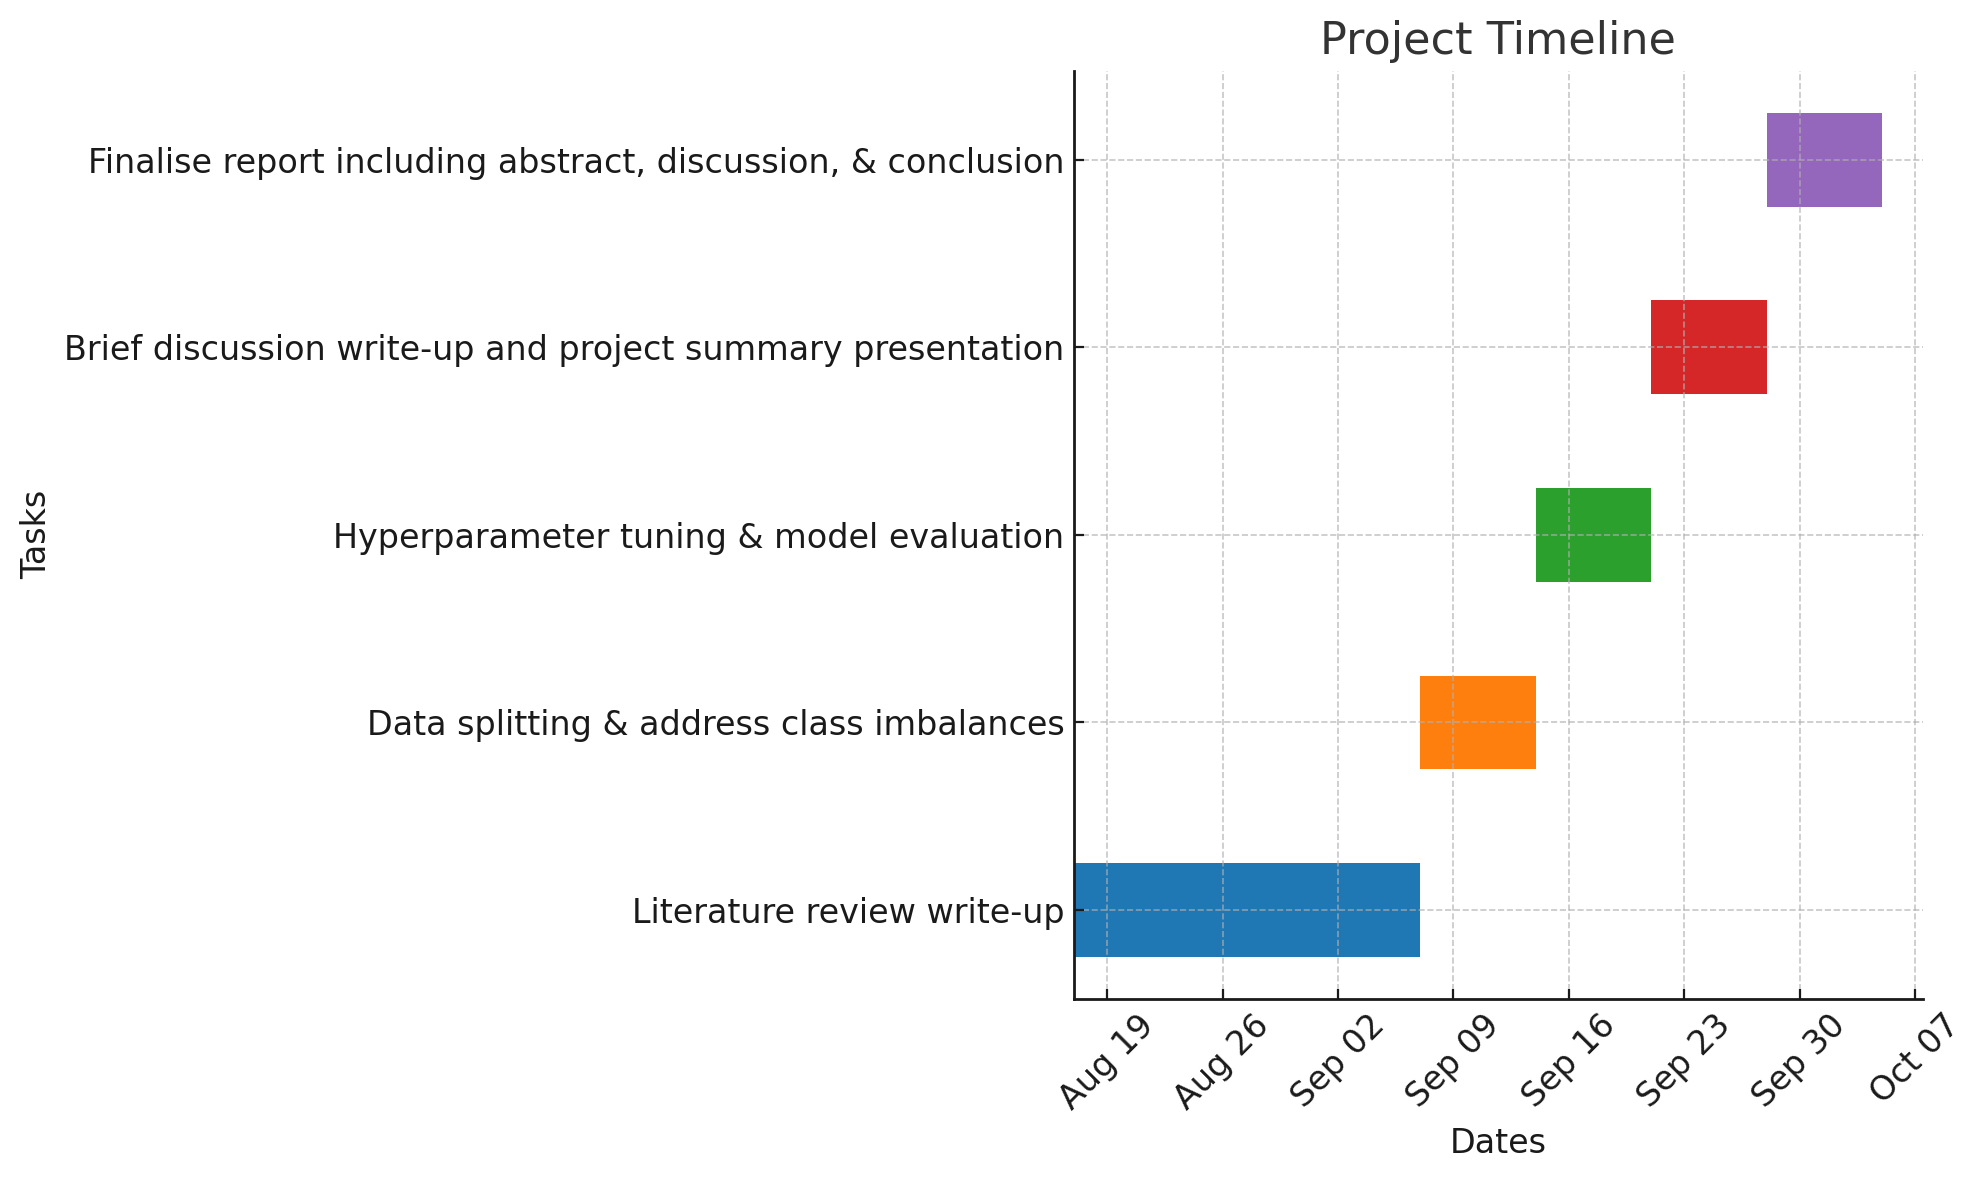 Project Timeline
Finalise report including abstract, discussion, & conclusion
Brief discussion write-up and project summary presentation
Hyperparameter tuning & model evaluation
Data splitting & address class imbalances
Literature review write-up
Tasks
Aug 19
Aug 26
Sep 02
Sep 09
Sep 16
Sep 23
Sep 30
Oct 07
Dates